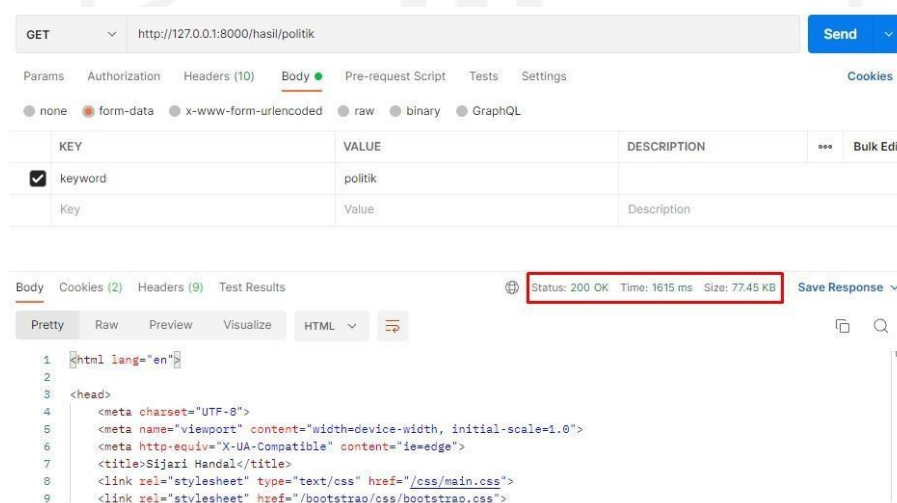 GET http://127.0.0.1:8000/hasil/politik Send
Params Authorization Headers (10) Body Pre-request Script Tests Settings Cookies
none form-data x-www-form-urlencoded raw binary GraphQL
KEY VALUE DESCRIPTION ooo Bulk Edi
keyword politik
Key Value Description
Body Cookies (2) Headers (9) Test Results Status: 200 OK Time: 1615 ms Size: 77.45 KB Save Response
Pretty Raw Preview Visualize HTML
1 <html lang="en">
2
3 <head>
4 <meta charset="UTF-8">
5 <meta name="viewport" content="width=device-width, initial-scale=1.0">
6 <meta http-equiv="X-UA-Compatible" content="ie=edge">
7 <title>Sijari Handal</title>
8 <link rel="stylesheet" type="text/css" href="/css/main.css">
9 <link rel="stylesheet" href="/bootstrap/css/bootstrap.css">